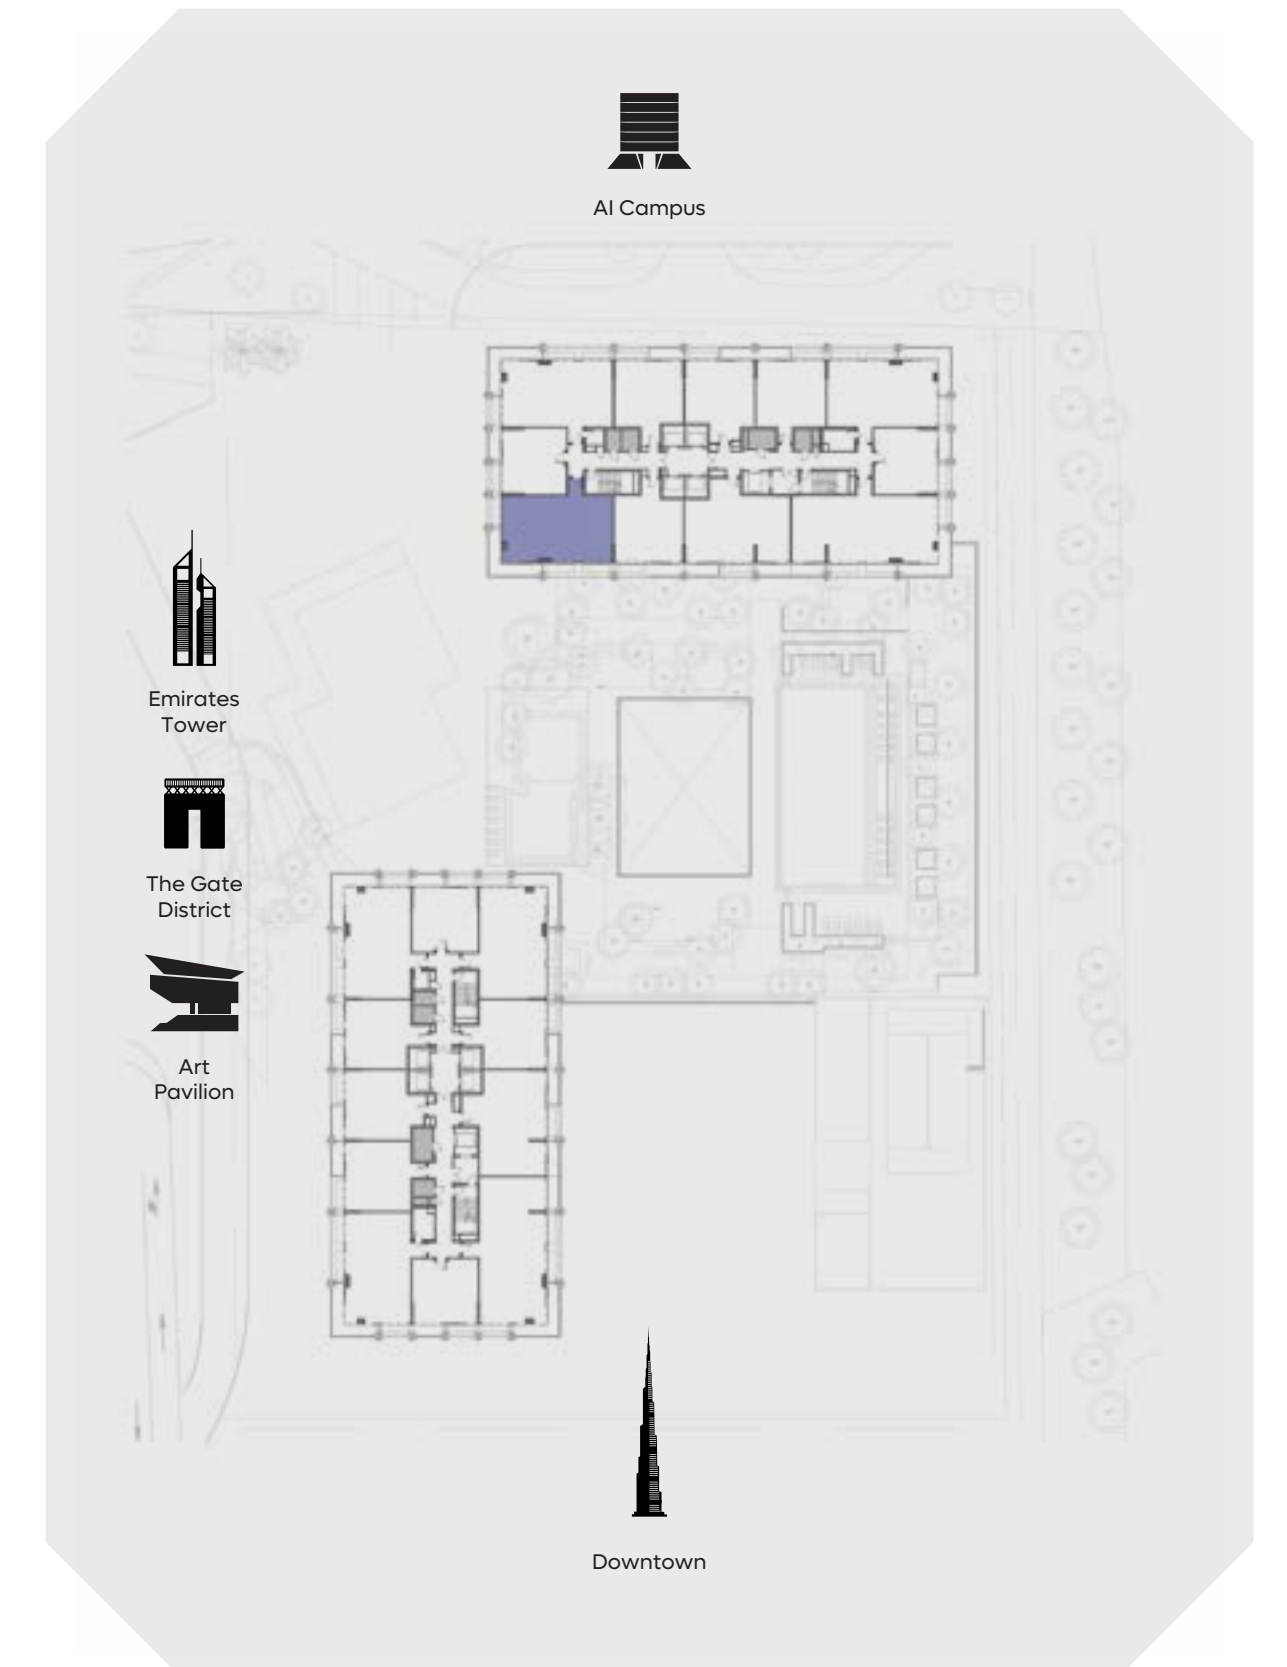 AI Campus
Emirates
Tower
The Gate
District
Art
Pavilion
Downtown